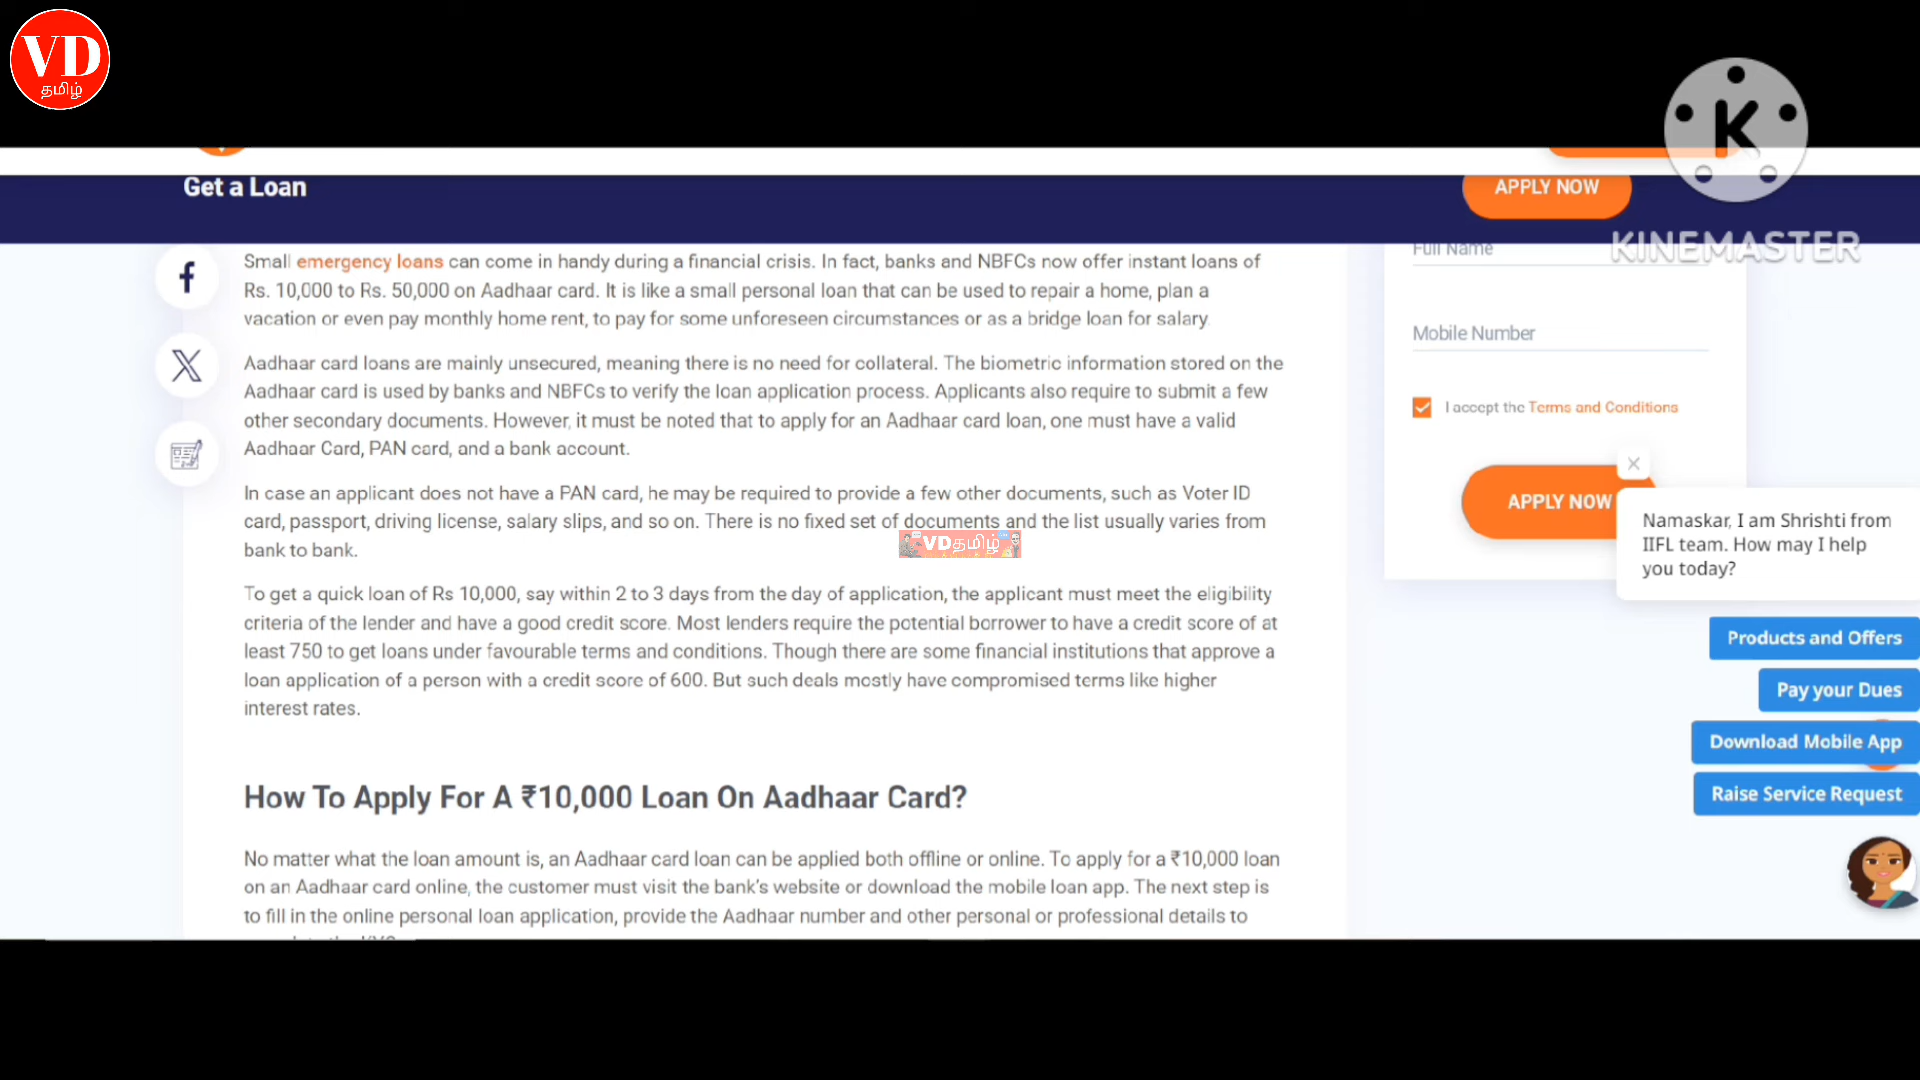 VD
தமிழ்
K
KINEMASTER
Get a Loan
APPLY NOW
Small emergency loans can come in handy during a financial crisis. In fact, banks and NBFCs now offer instant loans of
Rs. 10,000 to Rs. 50,000 on Aadhaar card. It is like a small personal loan that can be used to repair a home, plan a
vacation or even pay monthly home rent, to pay for some unforeseen circumstances or as a bridge loan for salary.
Aadhaar card loans are mainly unsecured, meaning there is no need for collateral. The biometric information stored on the
Aadhaar card is used by banks and NBFCs to verify the loan application process. Applicants also require to submit a few
other secondary documents. However, it must be noted that to apply for an Aadhaar card loan, one must have a valid
Aadhaar Card, PAN card, and a bank account.
In case an applicant does not have a PAN card, he may be required to provide a few other documents, such as Voter ID
card, passport, driving license, salary slips, and so on. There is no fixed set of documents and the list usually varies from
bank to bank.
VDதமிழ்
To get a quick loan of Rs 10,000, say within 2 to 3 days from the day of application, the applicant must meet the eligibility
criteria of the lender and have a good credit score. Most lenders require the potential borrower to have a credit score of at
least 750 to get loans under favourable terms and conditions. Though there are some financial institutions that approve a
loan application of a person with a credit score of 600. But such deals mostly have compromised terms like higher
interest rates.
How To Apply For A ₹10,000 Loan On Aadhaar Card?
No matter what the loan amount is, an Aadhaar card loan can be applied both offline or online. To apply for a ₹10,000 loan
on an Aadhaar card online, the customer must visit the bank's website or download the mobile loan app. The next step is
to fill in the online personal loan application, provide the Aadhaar number and other personal or professional details to
Full Name
Mobile Number
I accept the Terms and Conditions
APPLY NOW
Namaskar, I am Shrishti from
IIFL team. How may I help
you today?
Products and Offers
Pay your Dues
Download Mobile App
Raise Service Request